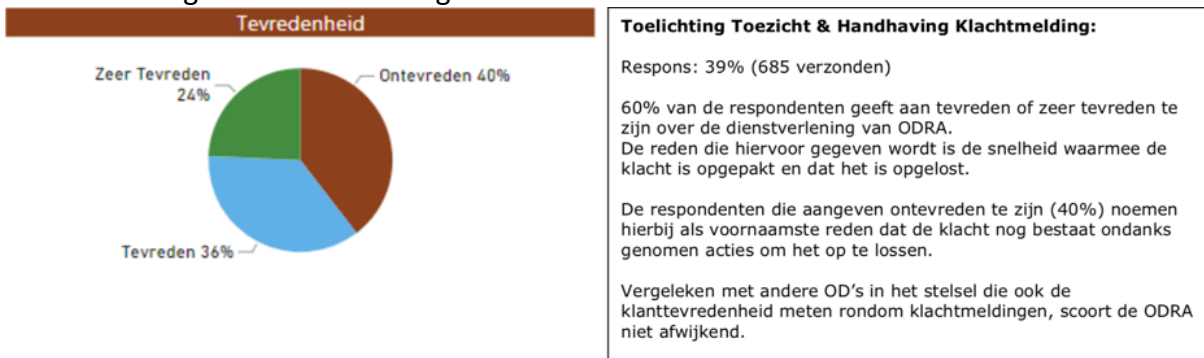 Tevredenheid
Zeer Tevreden
24%
Ontevreden 40%
Tevreden 36%
Toelichting Toezicht & Handhaving Klachtmelding:
Respons: 39% (685 verzonden)
60% van de respondenten geeft aan tevreden of zeer tevreden te
zijn over de dienstverlening van ODRA.
De reden die hiervoor gegeven wordt is de snelheid waarmee de
klacht is opgepakt en dat het is opgelost.
De respondenten die aangeven ontevreden te zijn (40%) noemen
hierbij als voornaamste reden dat de klacht nog bestaat ondanks
genomen acties om het op te lossen.
Vergeleken met andere OD's in het stelsel die ook de
klanttevredenheid meten rondom klachtmeldingen, scoort de ODRA
niet afwijkend.